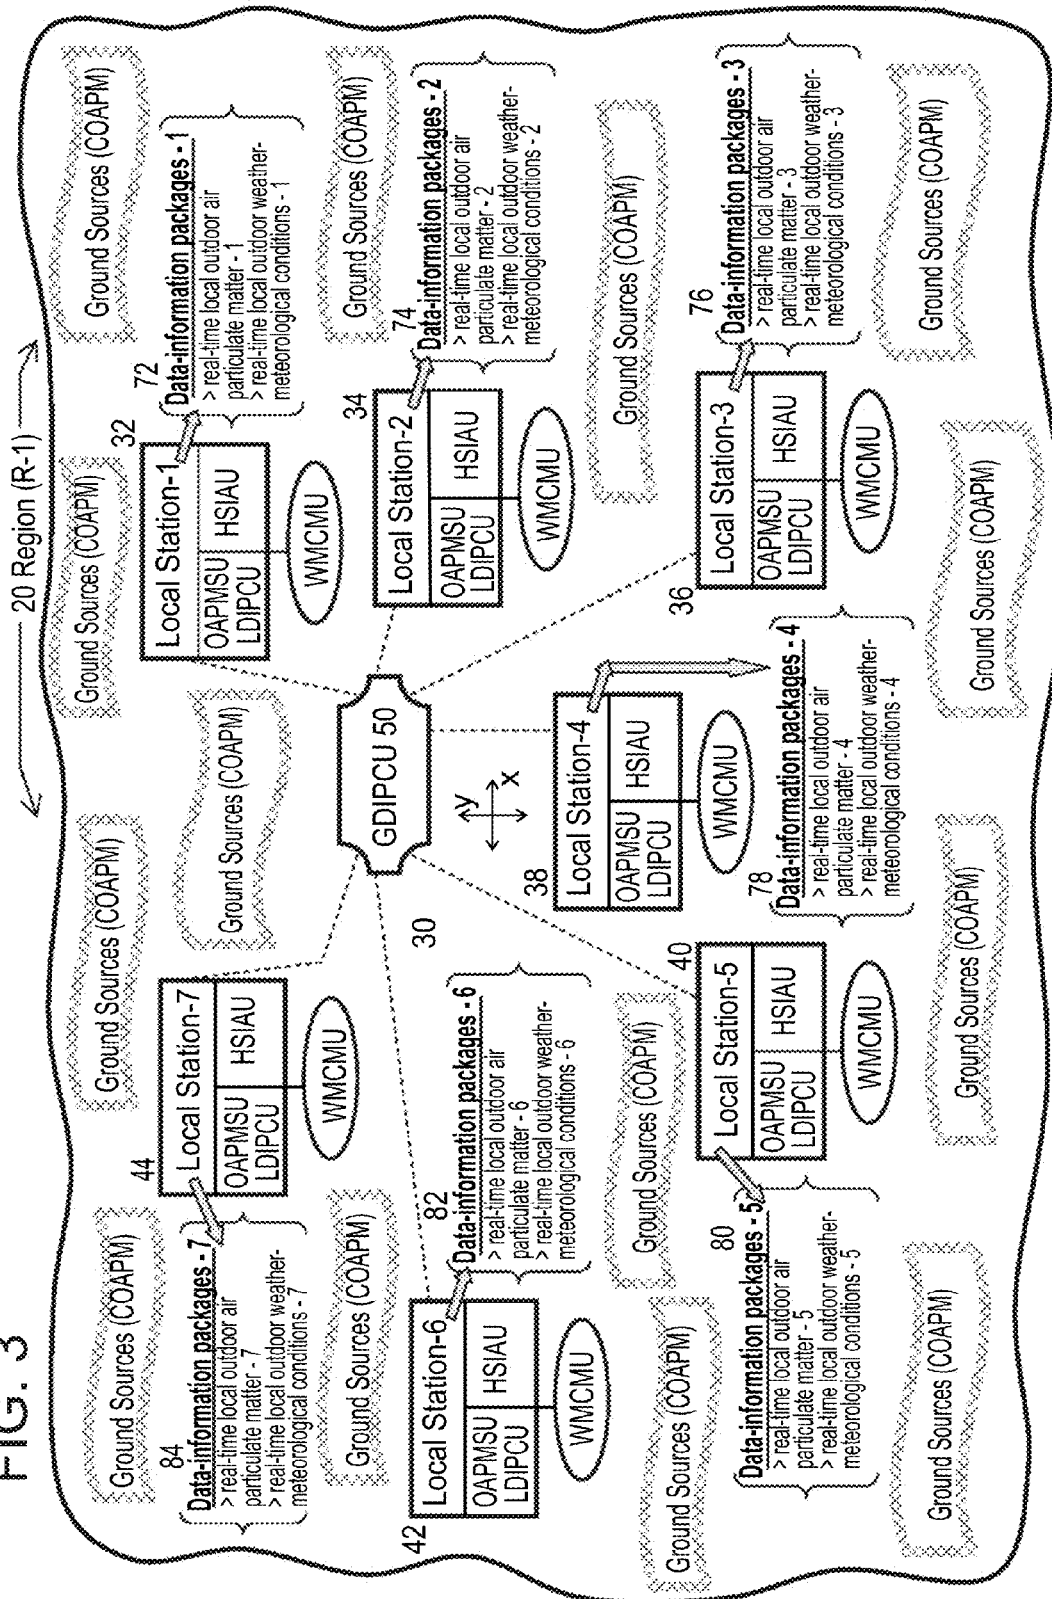 FIG. 3
20 Region (R-1)
Ground Sources (COAPM)
Ground Sources (COAPM)
Ground Sources (COAPM)
Ground Sources (COAPM)
84
Data-information packages - 7
> real-time local outdoor air
particulate matter - 7
> real-time local outdoor weather-
meteorological conditions - 7
44
Local Station-7
OAPMSU
LDIPCU
HSIAU
WMCMU
Ground Sources (COAPM)
32
Local Station-1
OAPMSU
LDIPCU
HSIAU
WMCMU
72
Data-information packages - 1
> real-time local outdoor air
particulate matter - 1
> real-time local outdoor weather-
meteorological conditions - 1
Ground Sources (COAPM)
Ground Sources (COAPM)
42
Local Station-6
OAPMSU
LDIPCU
HSIAU
WMCMU
82
Data-information packages - 6
> real-time local outdoor air
particulate matter - 6
> real-time local outdoor weather-
meteorological conditions - 6
30
GDIPCU 50
y
x
34
Local Station-2
OAPMSU
LDIPCU
HSIAU
WMCMU
74
Data-information packages - 2
> real-time local outdoor air
particulate matter - 2
> real-time local outdoor weather-
meteorological conditions - 2
38
Local Station-4
OAPMSU
LDIPCU
HSIAU
WMCMU
Ground Sources (COAPM)
Ground Sources (COAPM)
Ground Sources (COAPM)
80
Data-information packages - 5
> real-time local outdoor air
particulate matter - 5
> real-time local outdoor weather-
meteorological conditions - 5
40
Local Station-5
OAPMSU
LDIPCU
HSIAU
WMCMU
78
Data-information packages - 4
> real-time local outdoor air
particulate matter - 4
> real-time local outdoor weather-
meteorological conditions - 4
36
Local Station-3
OAPMSU
LDIPCU
HSIAU
WMCMU
76
Data-information packages - 3
> real-time local outdoor air
particulate matter - 3
> real-time local outdoor weather-
meteorological conditions - 3
Ground Sources (COAPM)
Ground Sources (COAPM)
Ground Sources (COAPM)
Ground Sources (COAPM)